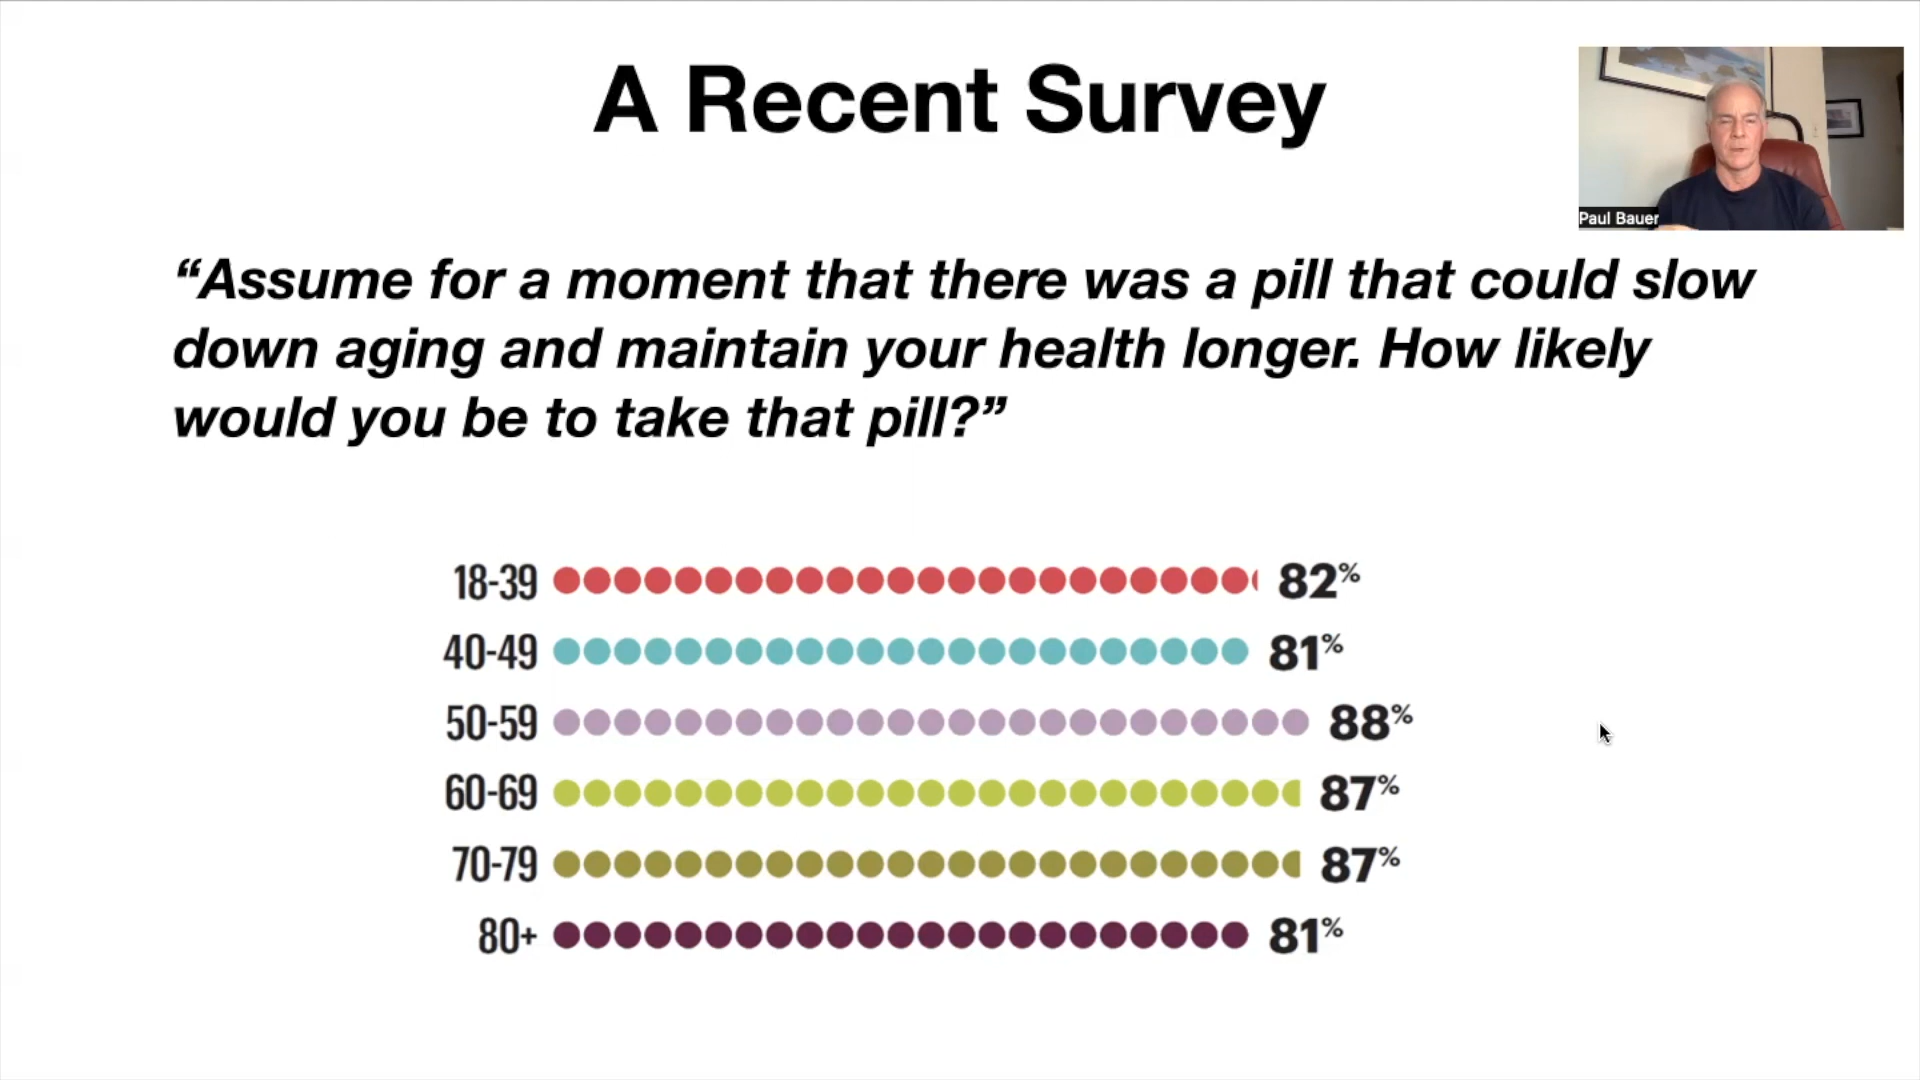 A Recent Survey
Paul Bauer
“Assume for a moment that there was a pill that could slow
down aging and maintain your health longer. How likely
would you be to take that pill?”
18-39 82%
40-49 81%
50-59 88%
60-69 87%
70-79 87%
80+ 81%